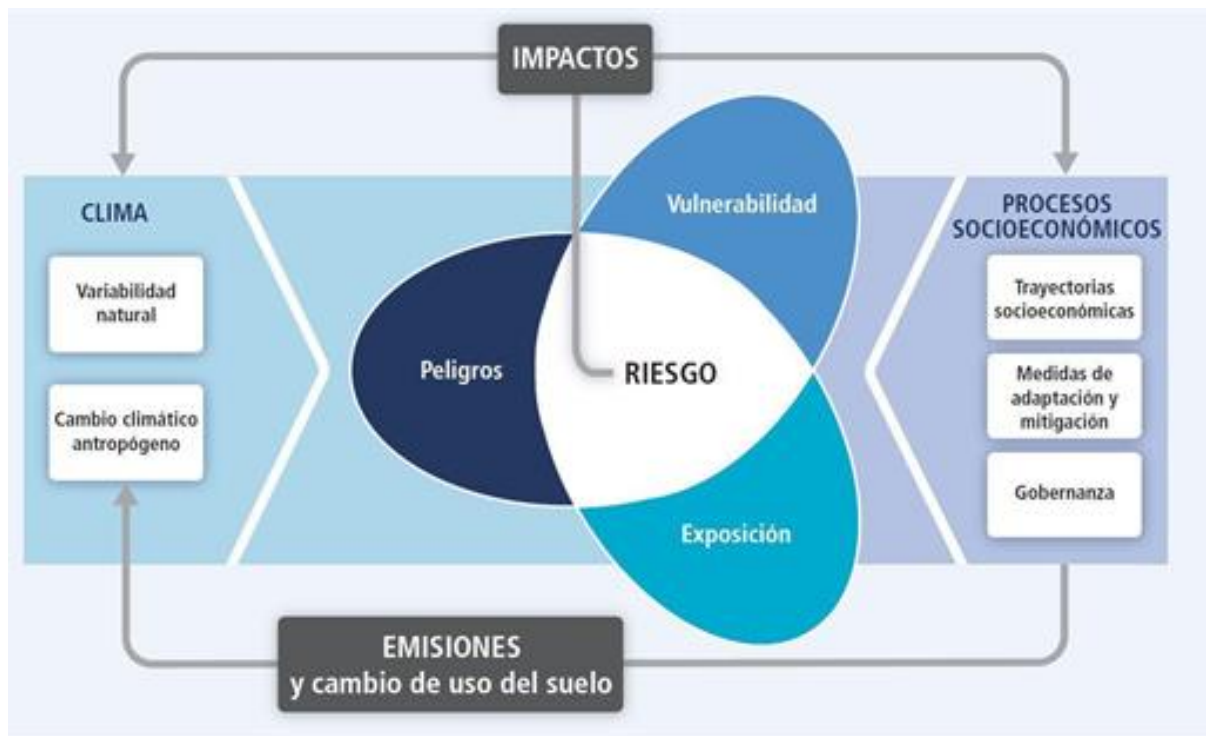 IMPACTOS
CLIMA
Variabilidad
natural
Cambio climático
antropógeno
Vulnerabilidad
Peligros
RIESGO
Exposición
PROCESOS
SOCIOECONÓMICOS
Trayectorias
socioeconómicas
Medidas de
adaptación y
mitigación
Gobernanza
EMISIONES
y cambio de uso del suelo